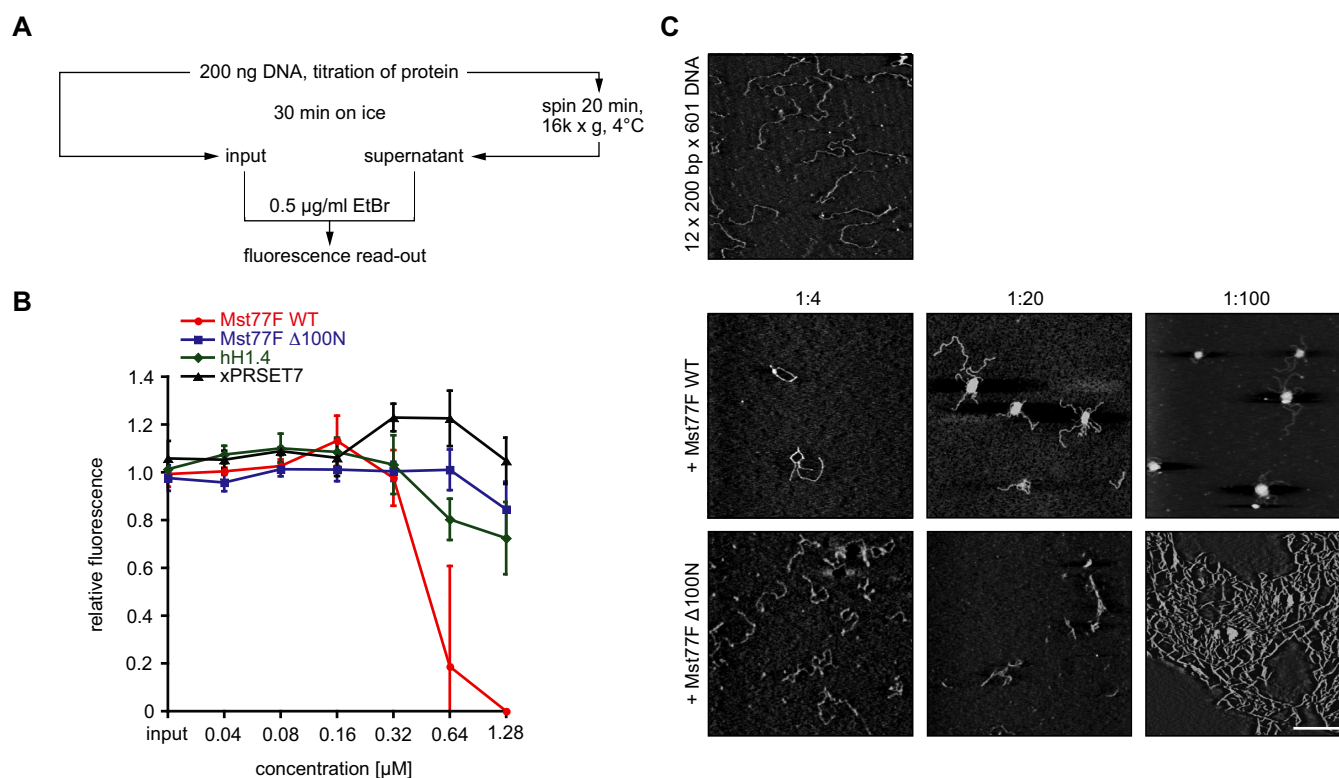 A
200 ng DNA, titration of protein
30 min on ice
spin 20 min,
16k x g, 4°C
input
supernatant
0.5 µg/ml EtBr
fluorescence read-out
B
Mst77F WT
Mst77F Δ100N
hH1.4
xPRSET7
relative fluorescence
1.4
1.2
1.0
0.8
0.6
0.4
0.2
0
input
0.04
0.08
0.16
0.32
0.64
1.28
concentration [µM]
C
12 x 200 bp x 601 DNA
1:4
1:20
1:100
+ Mst77F WT
+ Mst77F Δ100N